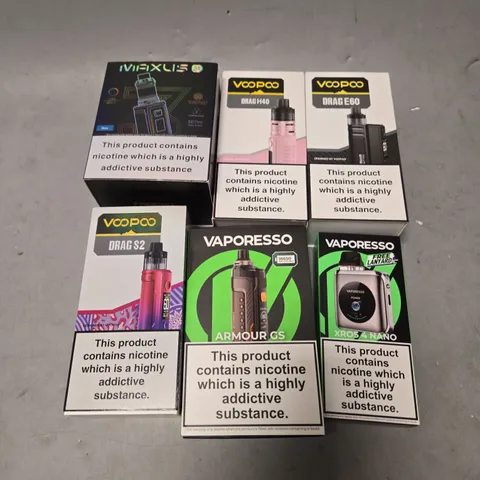 MAXUS
This product
contains nicotine
which is a highly
addictive
substance
VOOPOO
DRAG H40
This product
contains nicotine
which is a highly
addictive
substance.
VOOPOO
DRAG E60
This product
contains nicotine
which is a highly
addictive
substance.
VOOPOO
DRAG S2
This product
contains nicotine
which is a highly
addictive
substance.
VAPORESSO
ARMOUR GS
This product
contains nicotine
which is a highly
addictive
substance.
VAPORESSO
FREE
LANYARD
VAPORESSO
XROS 4 NANO
This product
contains nicotine
which is a highly
addictive
substance.